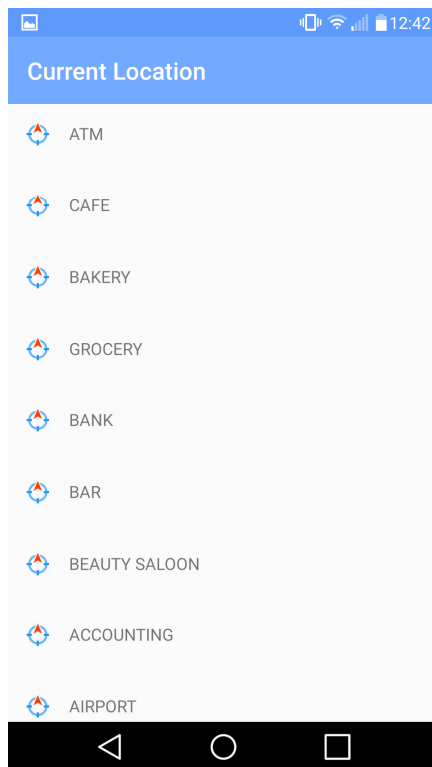 12:42
Current Location
ATM
CAFE
BAKERY
GROCERY
BANK
BAR
BEAUTY SALOON
ACCOUNTING
AIRPORT